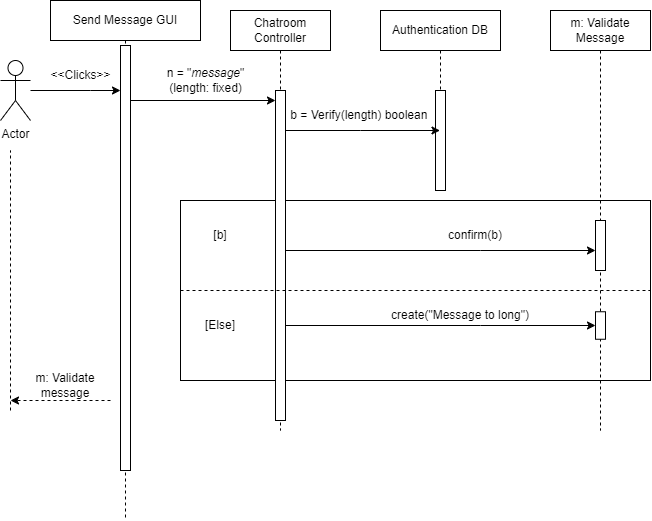 Send Message GUI
Chatroom
Controller
Authentication DB
m: Validate
Message
<<Clicks>>
n = "message"
(length: fixed)
b = Verify(length) boolean
Actor
[b]
confirm(b)
[Else]
create("Message to long")
m: Validate
message